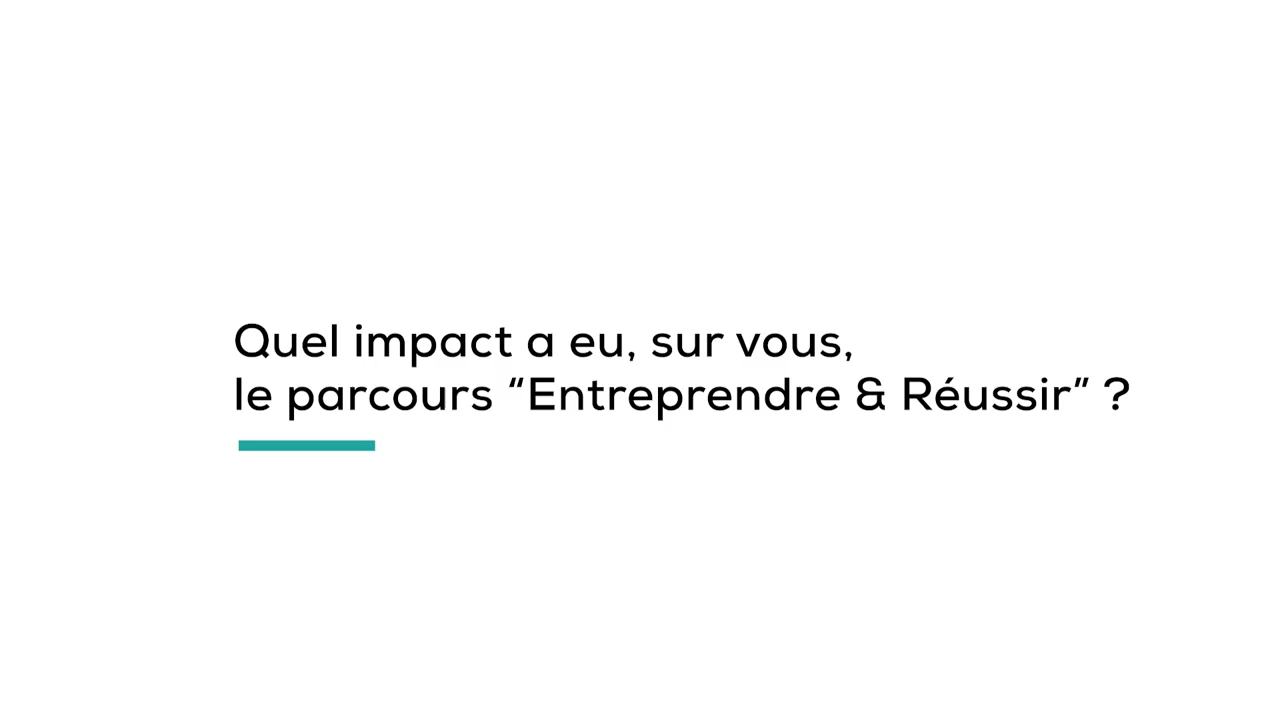 Quel impact a eu, sur vous,
le parcours “Entreprendre & Réussir” ?